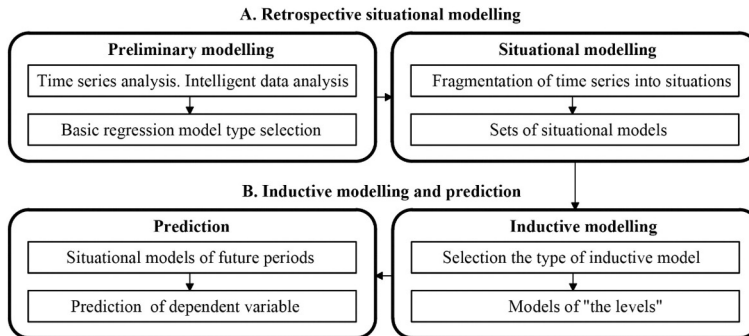 A. Retrospective situational modelling
Preliminary modelling
Time series analysis. Intelligent data analysis
Basic regression model type selection
Situational modelling
Fragmentation of time series into situations
Sets of situational models
B. Inductive modelling and prediction
Prediction
Situational models of future periods
Prediction of dependent variable
Inductive modelling
Selection the type of inductive model
Models of "the levels"